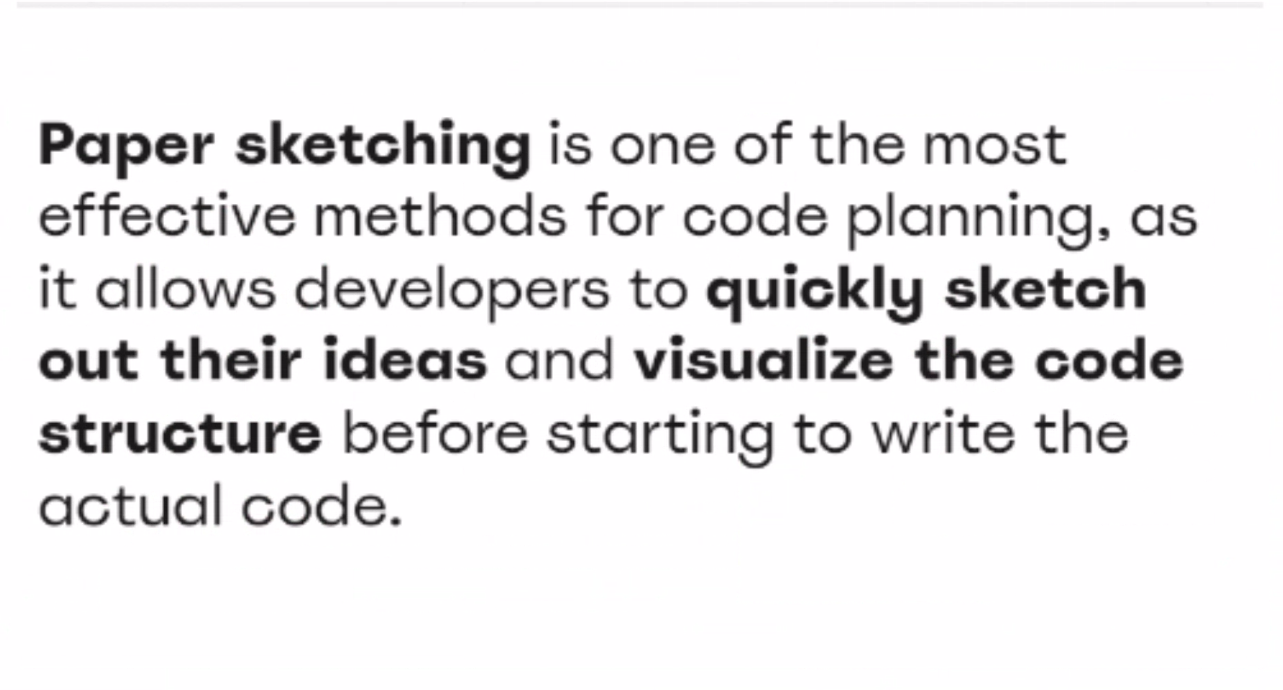 Paper sketching is one of the most
effective methods for code planning, as
it allows developers to quickly sketch
out their ideas and visualize the code
structure before starting to write the
actual code.